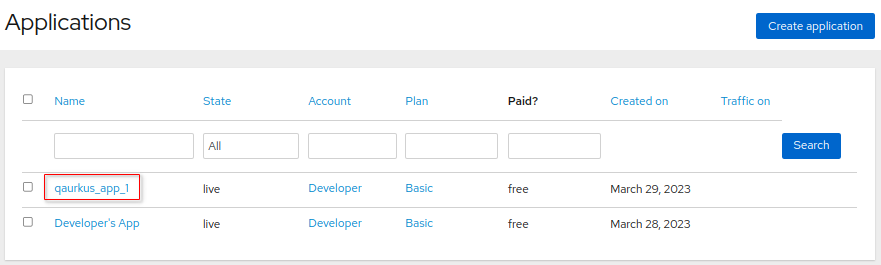 Applications
Create application
Name State Account Plan Paid? Created on Traffic on
All Search
qaurkus_app_1 live Developer Basic free March 29, 2023
Developer's App live Developer Basic free March 28, 2023